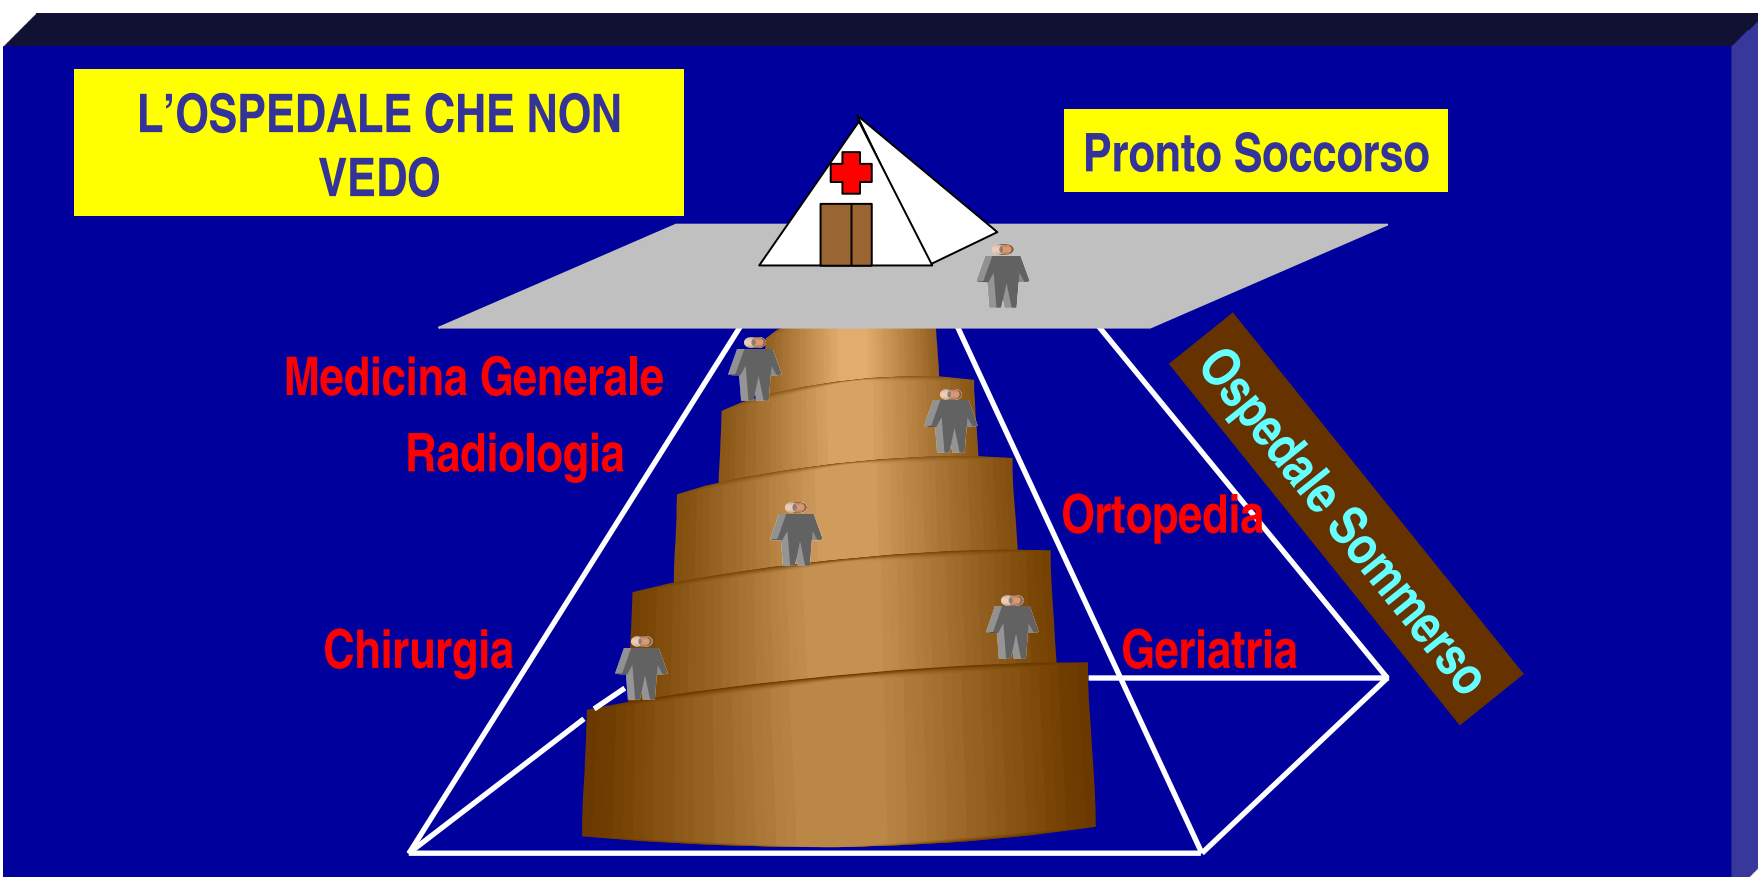 L’OSPEDALE CHE NON
VEDO
Pronto Soccorso
Medicina Generale
Radiologia
Ortopedia
Chirurgia
Geriatria
Ospedale Sommerso